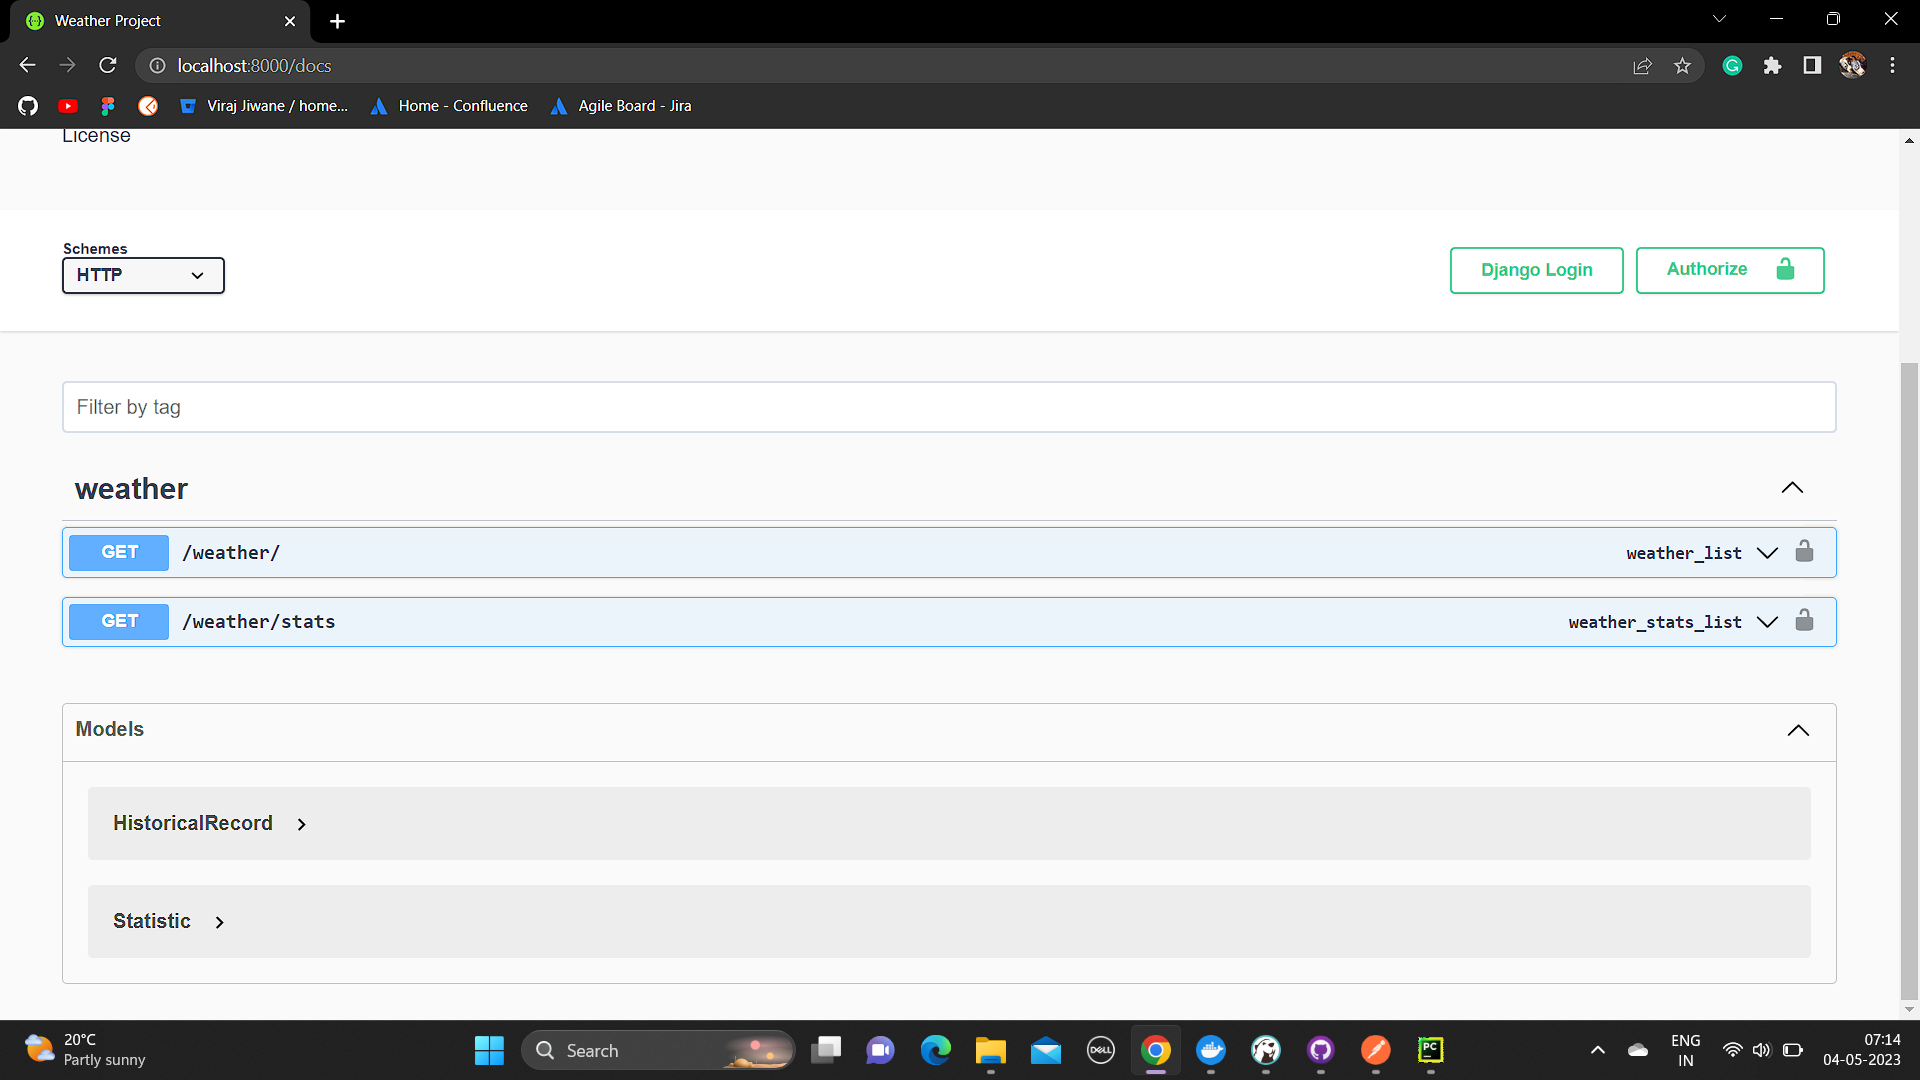 Weather Project
localhost:8000/docs
Viraj Jiwane / home...
Home - Confluence
Agile Board - Jira
License
Schemes
HTTP
Django Login
Authorize
Filter by tag
weather
GET /weather/ weather_list
GET /weather/stats weather_stats_list
Models
HistoricalRecord
Statistic
20°C
Partly sunny
Search
DELL
PC
ENG
IN
07:14
04-05-2023